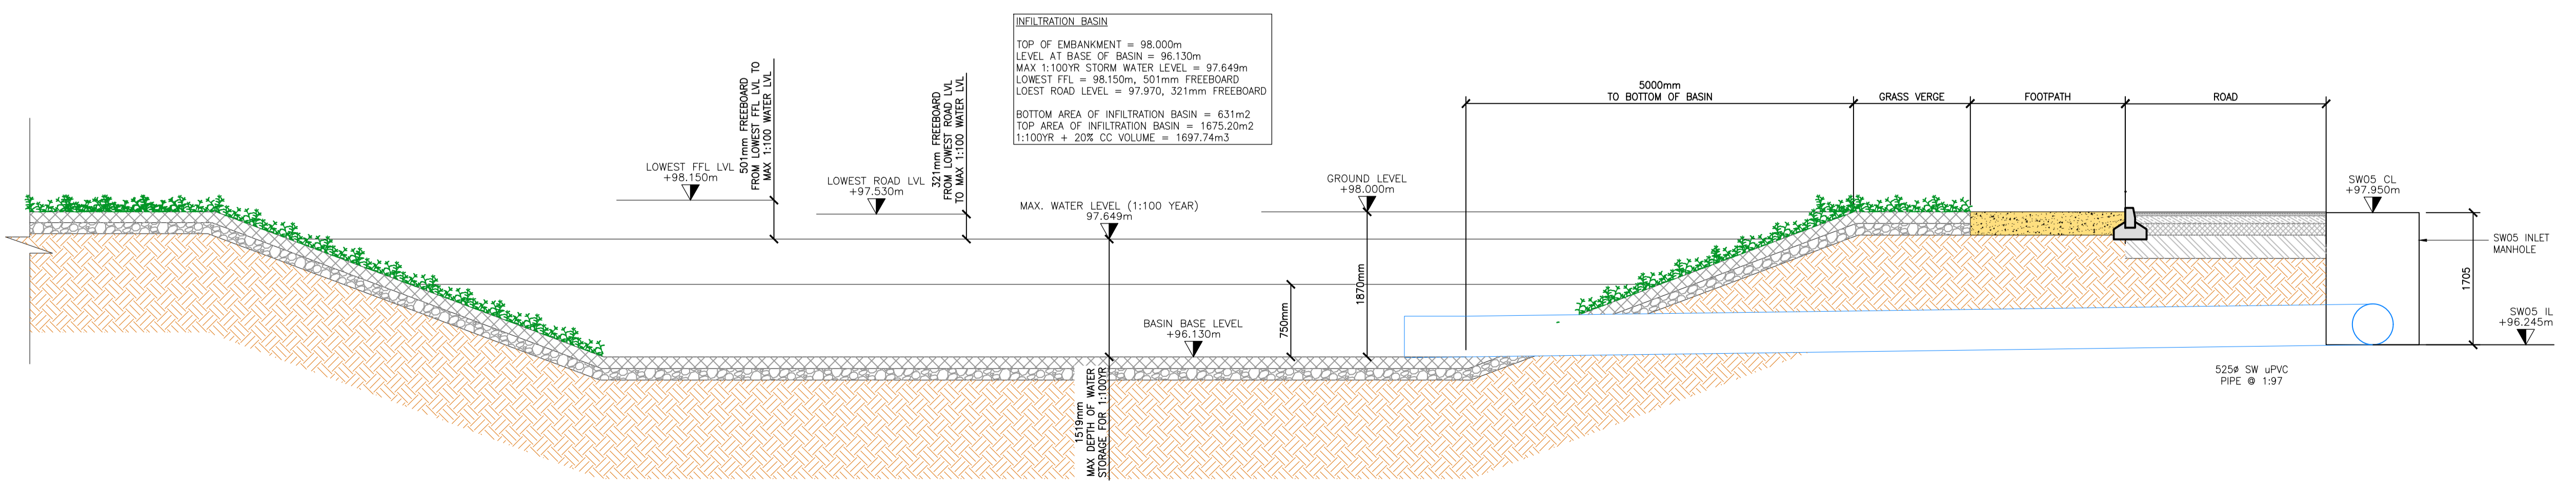 INFILTRATION BASIN
TOP OF EMBANKMENT = 98.000m
LEVEL AT BASE OF BASIN = 96.130m
MAX 1:100YR STORM WATER LEVEL = 97.649m
LOWEST FFL = 98.150m, 501mm FREEBOARD
LOEST ROAD LEVEL = 97.970, 321mm FREEBOARD
BOTTOM AREA OF INFILTRATION BASIN = 631m2
TOP AREA OF INFILTRATION BASIN = 1675.20m2
1:100YR + 20% CC VOLUME = 1697.74m3
501mm FREEBOARD
FROM LOWEST FFL LVL TO
MAX 1:100 WATER LVL
321mm FREEBOARD
FROM LOWEST ROAD LVL
TO MAX 1:100 WATER LVL
LOWEST FFL LVL
+98.150m
LOWEST ROAD LVL
+97.530m
MAX. WATER LEVEL (1:100 YEAR)
97.649m
GROUND LEVEL
+98.000m
5000mm
TO BOTTOM OF BASIN
GRASS VERGE
FOOTPATH
ROAD
SW05 CL
+97.950m
SW05 INLET
MANHOLE
1705
SW05 IL
+96.245m
1870mm
750mm
BASIN BASE LEVEL
+96.130m
1519mm
MAX DEPTH OF WATER
STORAGE FOR 1:100YR
525ø SW uPVC
PIPE @ 1:97